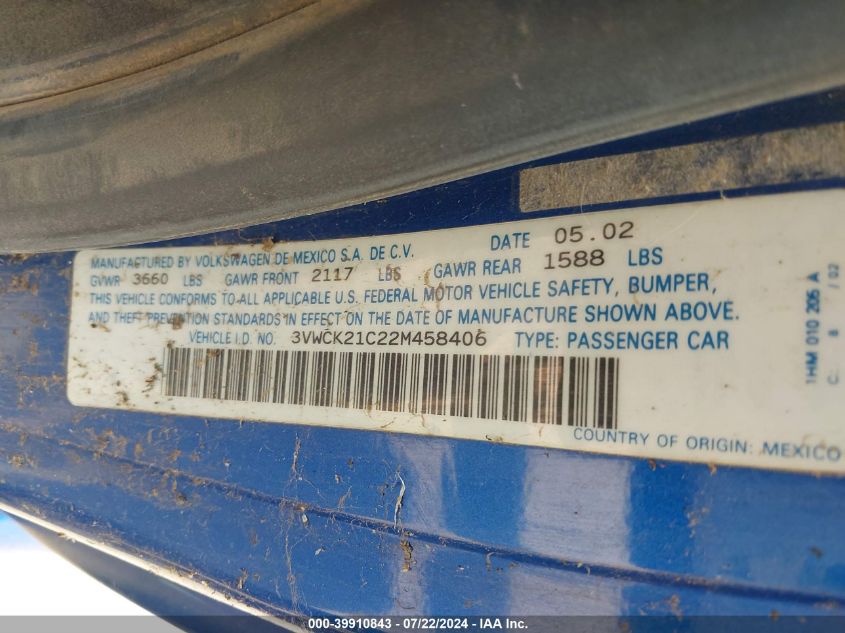 MANUFACTURED BY VOLKSWAGEN DE MEXICO S.A. DE C.V. DATE 05.02
GVWR 3660 LBS GAWR FRONT 2117 LBS GAWR REAR 1588 LBS
THIS VEHICLE CONFORMS TO ALL APPLICABLE U.S. FEDERAL MOTOR VEHICLE SAFETY, BUMPER,
AND THEFT PREVENTION STANDARDS IN EFFECT ON THE DATE OF MANUFACTURE SHOWN ABOVE.
VEHICLE I.D. NO. 3VWCK21C22M458406 TYPE: PASSENGER CAR
COUNTRY OF ORIGIN: MEXICO
1HM 010 205 A
C. 8 / 02
000-39910843 - 07/22/2024 - IAA Inc.